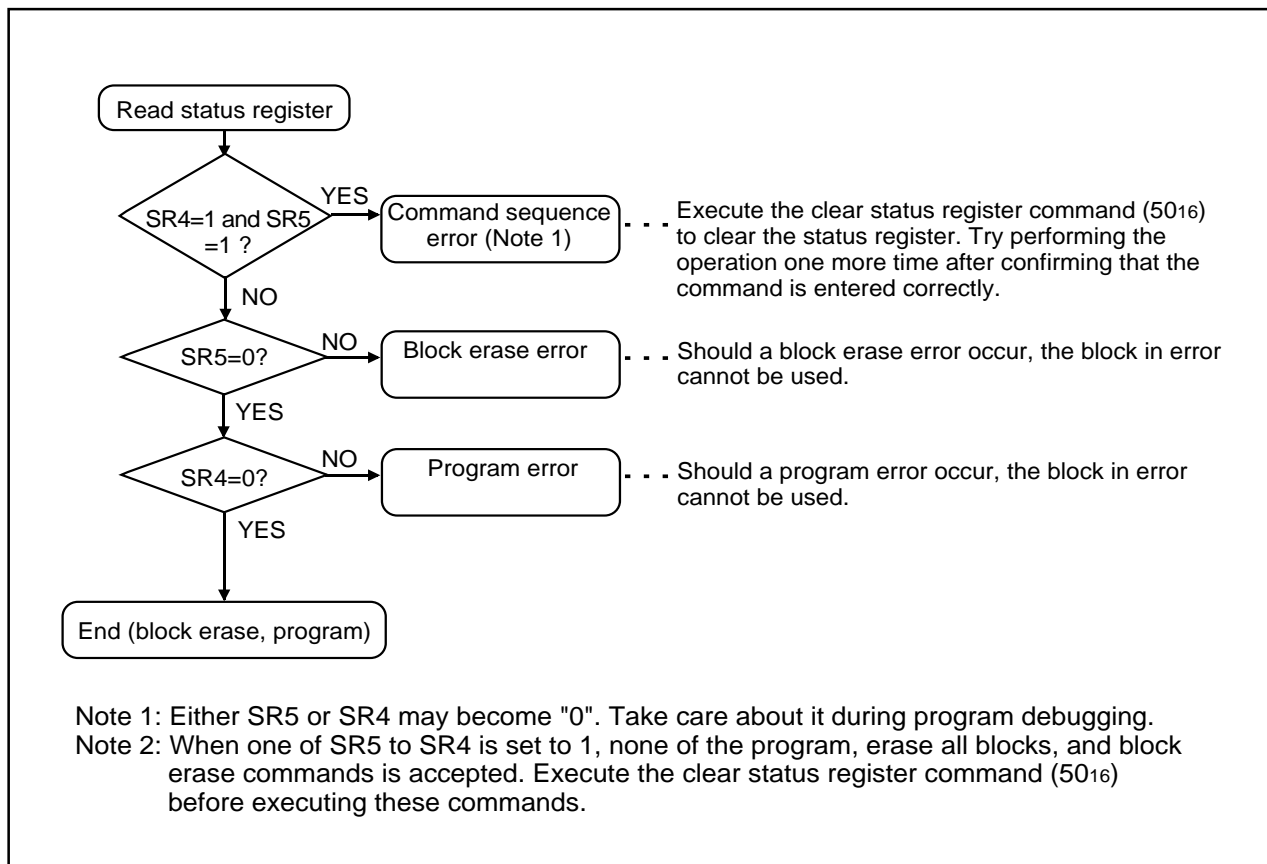 Read status register
YES
SR4=1 and SR5
=1 ?
Command sequence
error (Note 1)
Execute the clear status register command (5016)
to clear the status register. Try performing the
operation one more time after confirming that the
command is entered correctly.
NO
SR5=0?
NO
Block erase error
Should a block erase error occur, the block in error
cannot be used.
YES
SR4=0?
NO
Program error
Should a program error occur, the block in error
cannot be used.
YES
End (block erase, program)
Note 1: Either SR5 or SR4 may become "0". Take care about it during program debugging.
Note 2: When one of SR5 to SR4 is set to 1, none of the program, erase all blocks, and block
erase commands is accepted. Execute the clear status register command (5016)
before executing these commands.